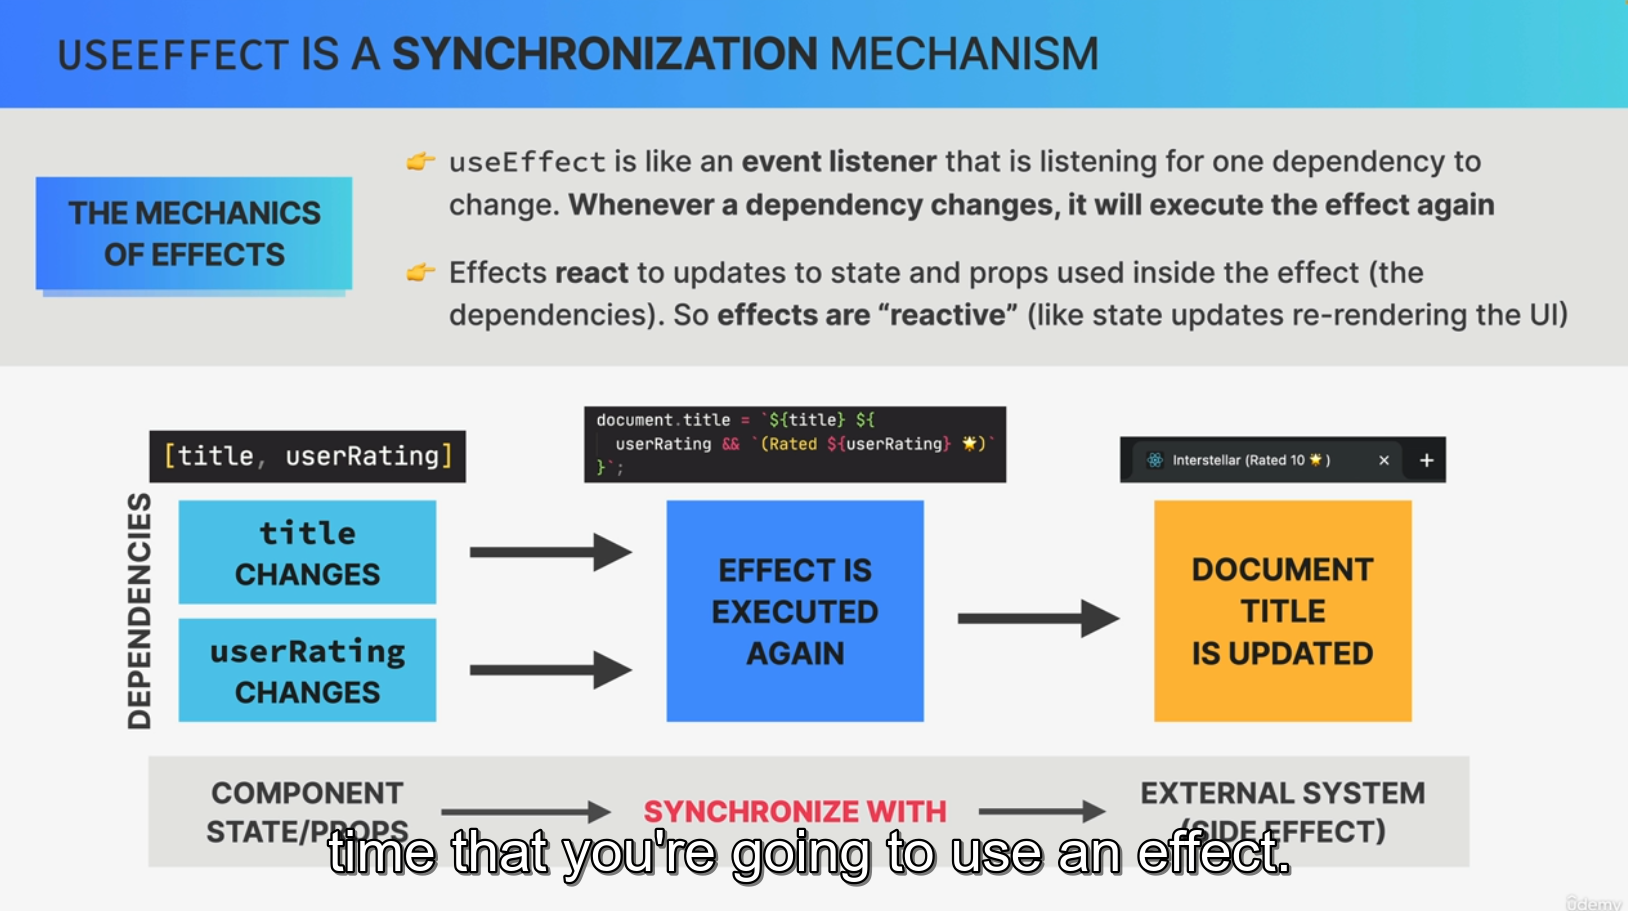 USEEFFECT IS A SYNCHRONIZATION MECHANISM
THE MECHANICS
OF EFFECTS
👉 useEffect is like an event listener that is listening for one dependency to
change. Whenever a dependency changes, it will execute the effect again
👉 Effects react to updates to state and props used inside the effect (the
dependencies). So effects are “reactive” (like state updates re-rendering the UI)
DEPENDENCIES
[title, userRating]
title
CHANGES
userRating
CHANGES
document.title = `${title} ${
userRating && `(Rated ${userRating} 🌟)`
}`;
EFFECT IS
EXECUTED
AGAIN
Interstellar (Rated 10 🌟 ) × +
DOCUMENT
TITLE
IS UPDATED
COMPONENT
STATE/PROPS
SYNCHRONIZE WITH
EXTERNAL SYSTEM
(SIDE EFFECT)
time that you're going to use an effect.
ûdemy